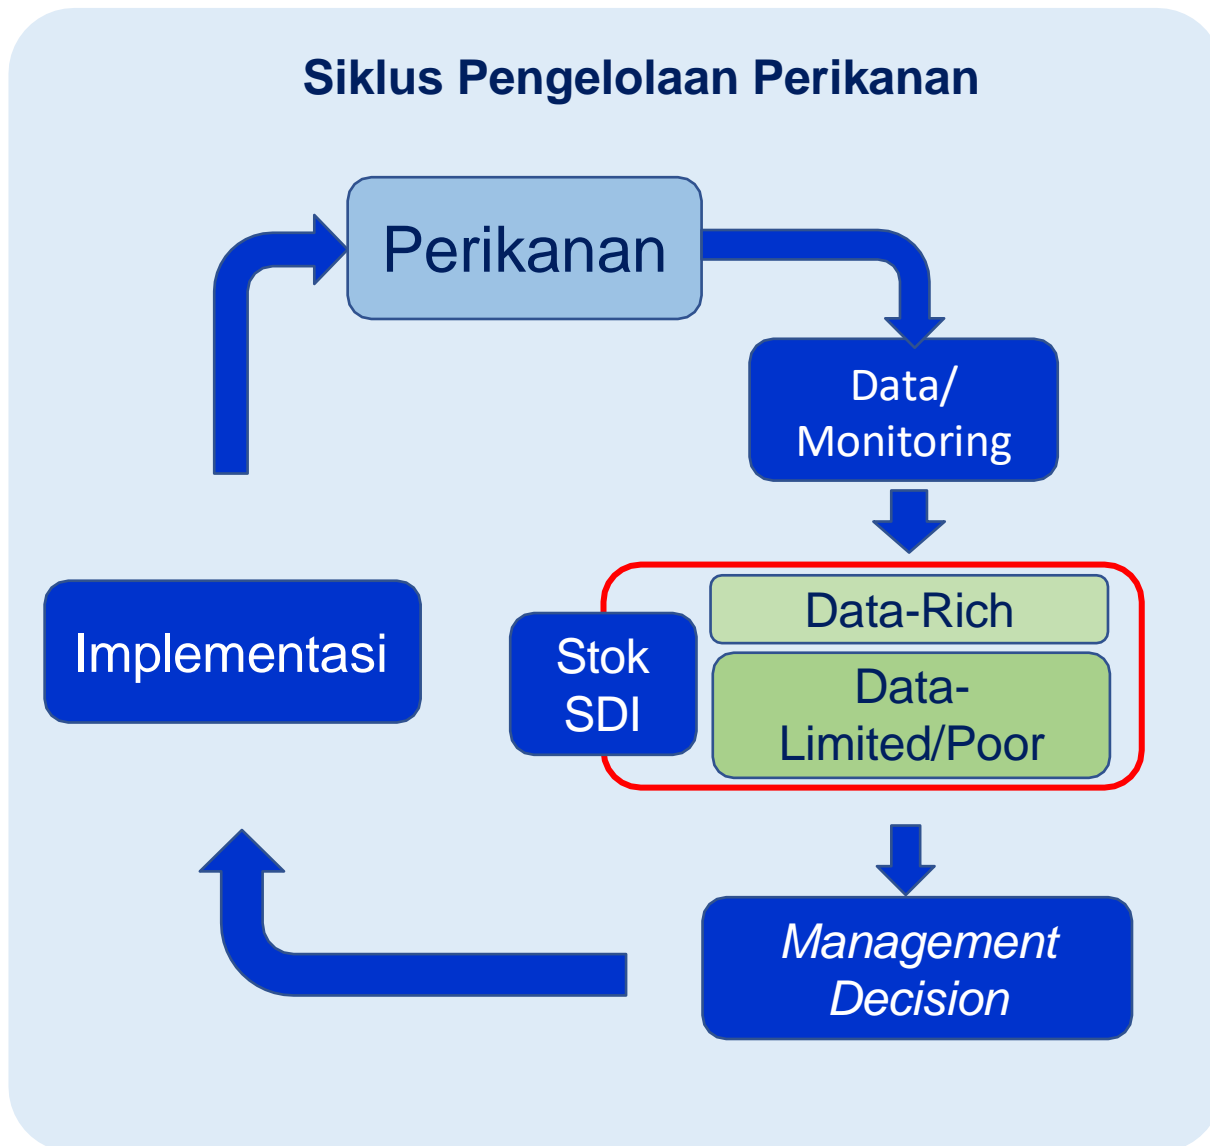 Siklus Pengelolaan Perikanan
Perikanan
Data/
Monitoring
Data-Rich
Stok
SDI
Data-
Limited/Poor
Implementasi
Management
Decision